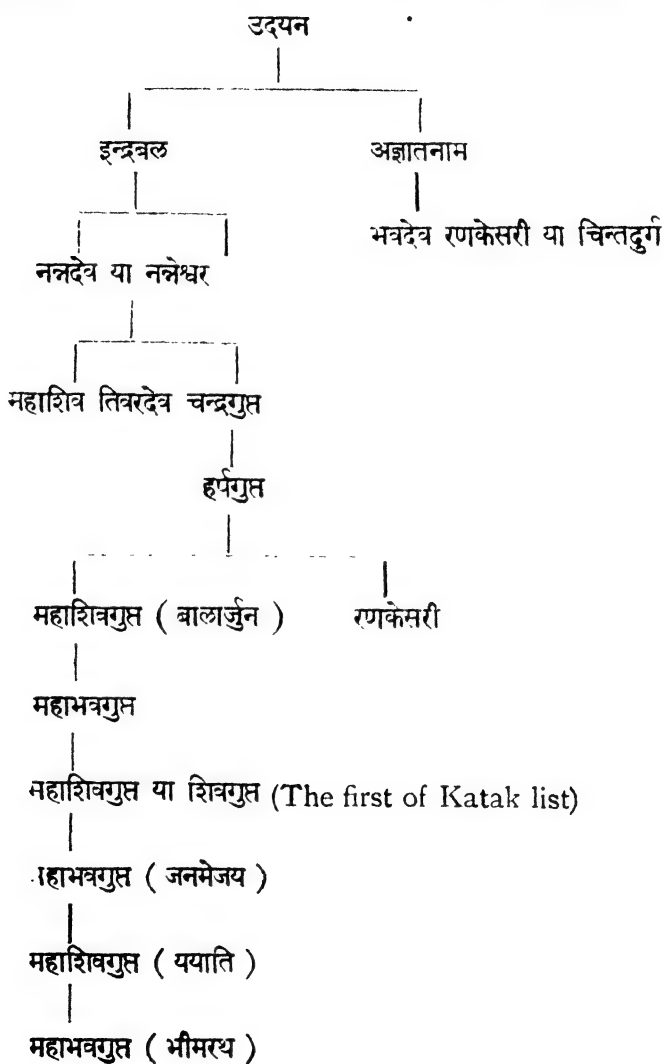 उदयन
इन्द्रबल अज्ञातनाम
नन्नदेव या नन्नेश्वर भवदेव रणकेसरी या चिन्तदुर्ग
महाशिव तिवरदेव चन्द्रगुप्त
हर्षगुप्त
महाशिवगुप्त ( बालार्जुन ) रणकेसरी
महाभवगुप्त
महाशिवगुप्त या शिवगुप्त (The first of Katak list)
महाभवगुप्त ( जनमेजय )
महाशिवगुप्त ( ययाति )
महाभवगुप्त ( भीमरथ )